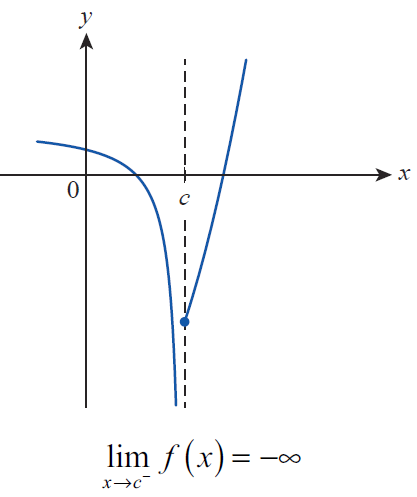 y
x
0
c
lim f(x) = −∞
x→c⁻